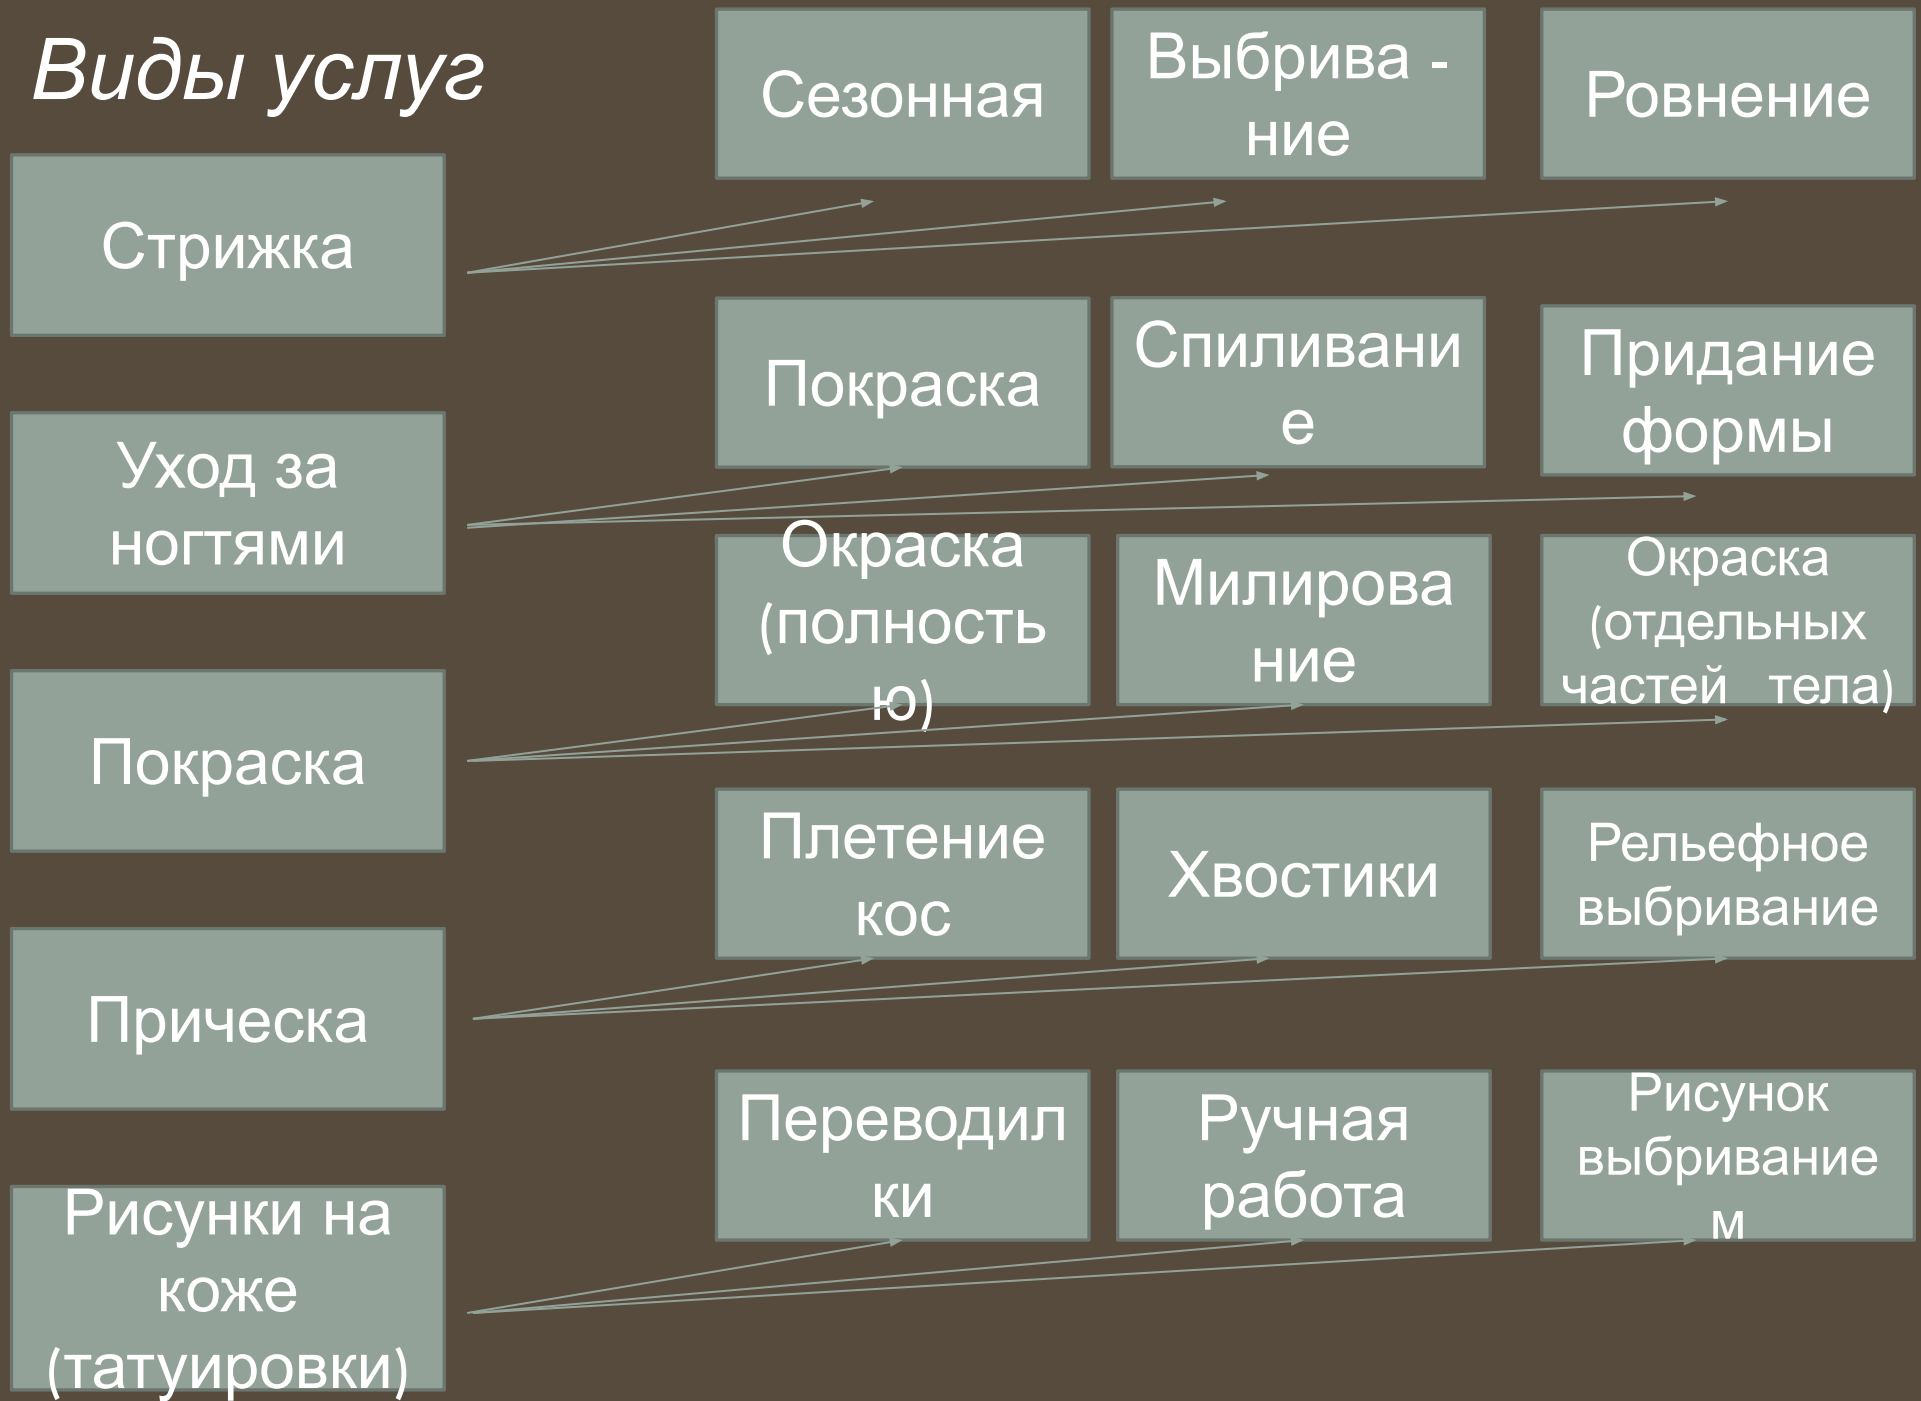 Виды услуг
Сезонная
Выбрива -
ние
Ровнение
Стрижка
Покраска
Спиливани
е
Придание
формы
Уход за
ногтями
Окраска
(полность
ю)
Милирова
ние
Окраска
(отдельных
частей тела)
Покраска
Плетение
кос
Хвостики
Рельефное
выбривание
Прическа
Переводил
ки
Ручная
работа
Рисунок
выбривание
м
Рисунки на
коже
(татуировки)